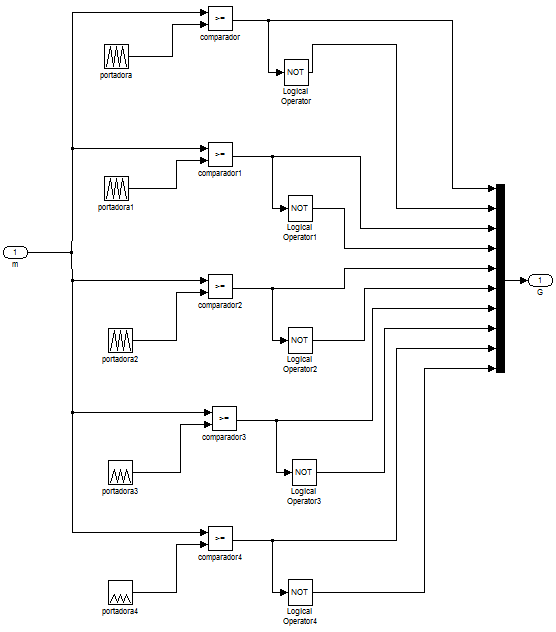 >=
comparador
portadora
NOT
Logical
Operator
>=
comparador1
portadora1
NOT
Logical
Operator1
1
m
>=
comparador2
1
G
portadora2
NOT
Logical
Operator2
>=
comparador3
portadora3
NOT
Logical
Operator3
>=
comparador4
portadora4
NOT
Logical
Operator4